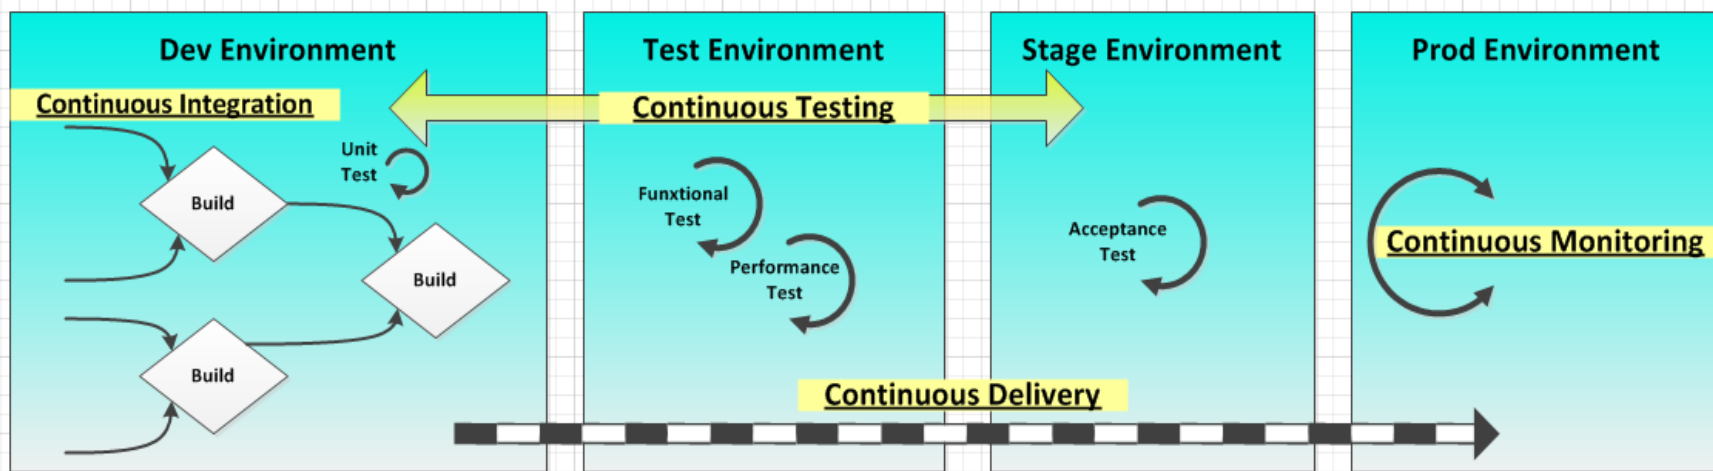 Dev Environment
Continuous Integration
Unit
Test
Build
Build
Build
Test Environment
Continuous Testing
Funxtional
Test
Performance
Test
Stage Environment
Acceptance
Test
Prod Environment
Continuous Monitoring
Continuous Delivery